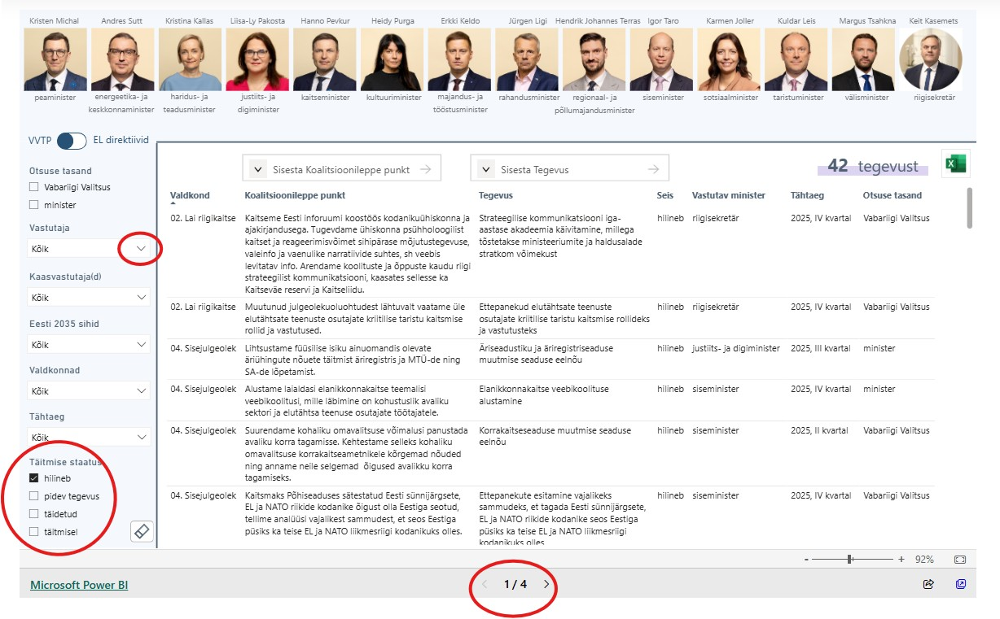 Kristen Michal
Andres Sutt
Kristina Kallas
Liisa-Ly Pakosta
Hanno Pevkur
Heidy Purga
Erkki Keldo
Jürgen Ligi
Hendrik Johannes Terras
Igor Taro
Karmen Joller
Kuldar Leis
Margus Tsahkna
Keit Kasemets
peaminister
energeetika- ja
keskkonnaminister
haridus- ja
teadusminister
justiits- ja
digiminister
kaitseminister
kultuuriminister
majandus- ja
tööstusminister
rahandusminister
regionaal- ja
põllumajandusminister
siseminister
sotsiaalminister
taristuminister
välisminister
riigisekretär
VVTP
EL direktiivid
Otsuse tasand
Vabariigi Valitsus
minister
Vastutaja
Kõik
Kaasvastutaja(d)
Kõik
Eesti 2035 sihid
Kõik
Valdkonnad
Kõik
Tähtaeg
Kõik
Täitmise staatus
hilineb
pidev tegevus
täidetud
täitmisel
Sisesta Koalitsioonileppe punkt
Sisesta Tegevus
42 tegevust
Valdkond
Koalitsioonileppe punkt
Tegevus
Seis
Vastutav minister
Tähtaeg
Otsuse tasand
02. Lai riigikaitse
Kaitseme Eesti inforuumi koostöös kodanikuühiskonna ja
ajakirjandusega. Tugevdame ühiskonna psühholoogilist
kaitset ja reageerimisvõimet sihipärase mõjutustegevuse,
valeinfo ja vaenulike narratiivide suhtes, sh veebis
levitatav info. Arendame koolituste ja õppuste kaudu riigi
strateegilist kommunikatsiooni, kaasates sellesse ka
Kaitseväe reservi ja Kaitseliidu.
Strateegilise kommunikatsiooni iga-
aastase akadeemia käivitamine, millega
tõstetakse ministeeriumite ja haldusalade
stratkom võimekust
hilineb
riigisekretär
2025, IV kvartal
Vabariigi Valitsus
02. Lai riigikaitse
Muutunud julgeolekuoluohtudest lähtuvalt vaatame üle
elutähtsate teenuste osutajate kriitilise taristu kaitsmise
rollid ja vastutused.
Ettepanekud elutähtsate teenuste
osutajate kriitilise taristu kaitsmise rollideks
ja vastutusteks
hilineb
riigisekretär
2025, IV kvartal
Vabariigi Valitsus
04. Sisejulgeolek
Lihtsustame füüsilise isiku ainuomandis olevate
äriühingute nõuete täitmist äriregistris ja MTÜ-de ning
SA-de lõpetamist.
Äriseadustiku ja äriregistriseaduse
muutmise seaduse eelnõu
hilineb
justiits- ja digiminister
2025, III kvartal
minister
04. Sisejulgeolek
Alustame laialdasi elanikkonnakaitse teemalisi
veebikoolitusi, mille läbimine on kohustuslik avaliku
sektori ja elutähtsa teenuse osutajate töötajatele.
Elanikkonnakaitse veebikoolituse
alustamine
hilineb
siseminister
2025, IV kvartal
minister
04. Sisejulgeolek
Suurendame kohaliku omavalitsuse võimalusi panustada
avaliku korra tagamisse. Kehtestame selleks kohaliku
omavalitsuse korrakaitseametnikele kõrgemad nõuded
ning anname neile selgemad õigused avalikku korra
tagamiseks.
Korrakaitseseaduse muutmise seaduse
eelnõu
hilineb
siseminister
2025, II kvartal
Vabariigi Valitsus
04. Sisejulgeolek
Kaitsmaks Põhiseaduses sätestatud Eesti sünnijärgsete,
EL ja NATO riikide kodanike õigust olla Eestiga seotud,
tellime analüüsi vajalikest sammudest, et seos Eestiga
püsiks ka teise EL ja NATO liikmesriigi kodanikuks olles.
Ettepanekute esitamine vajalikeks
sammudeks, et tagada Eesti sünnijärgsete,
EL ja NATO riikide kodanike seos Eestiga
püsiks ka teise EL ja NATO liikmesriigi
kodanikuks olles
hilineb
siseminister
2025, IV kvartal
Vabariigi Valitsus
- + 92%
Microsoft Power BI
1 / 4